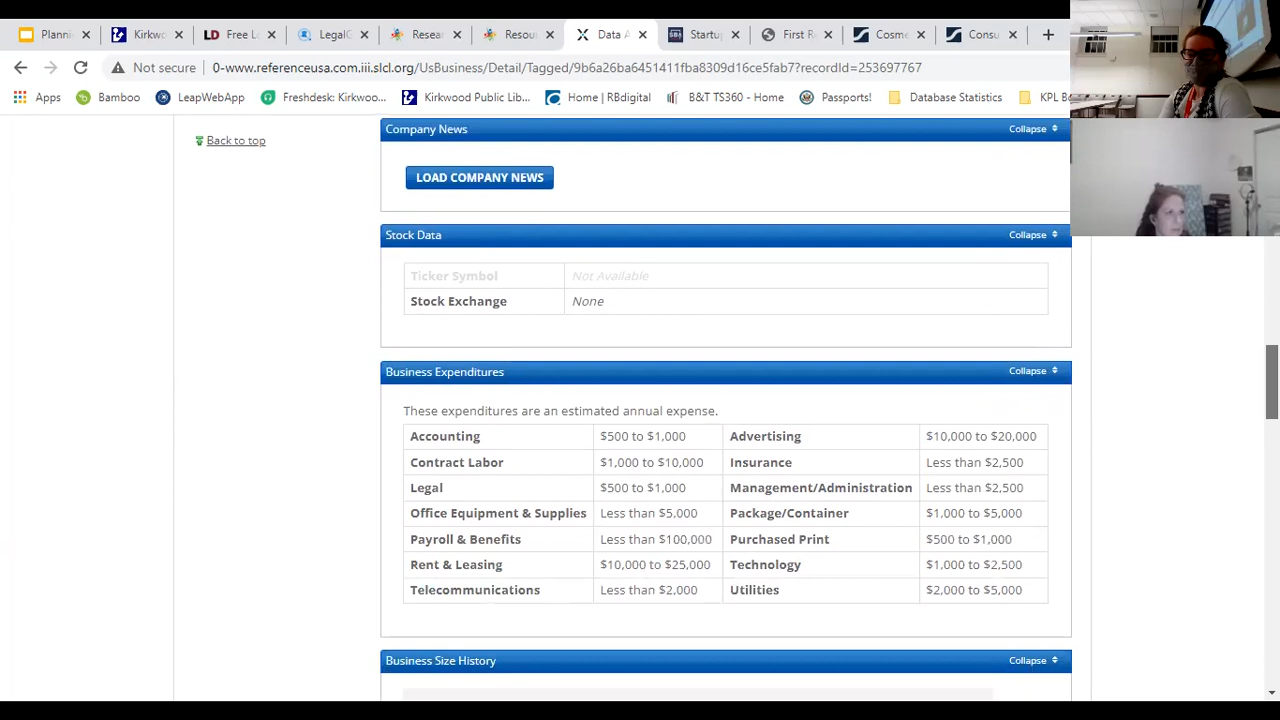 Planni Kirkwo Free Lo LegalG Resear Resour Data A Startu First R Cosme Consu
Not secure 0-www.referenceusa.com.iii.slcl.org/UsBusiness/Detail/Tagged/9b6a26ba6451411fba8309d16ce5fab7?recordId=253697767
Apps Bamboo LeapWebApp Freshdesk: Kirkwoo... Kirkwood Public Lib... Home | RBdigital B&T TS360 - Home Passports! Database Statistics KPL Bo
Back to top
Company News Collapse
LOAD COMPANY NEWS
Stock Data Collapse
Ticker Symbol Not Available
Stock Exchange None
Business Expenditures Collapse
These expenditures are an estimated annual expense.
Accounting $500 to $1,000 Advertising $10,000 to $20,000
Contract Labor $1,000 to $10,000 Insurance Less than $2,500
Legal $500 to $1,000 Management/Administration Less than $2,500
Office Equipment & Supplies Less than $5,000 Package/Container $1,000 to $5,000
Payroll & Benefits Less than $100,000 Purchased Print $500 to $1,000
Rent & Leasing $10,000 to $25,000 Technology $1,000 to $2,500
Telecommunications Less than $2,000 Utilities $2,000 to $5,000
Business Size History Collapse